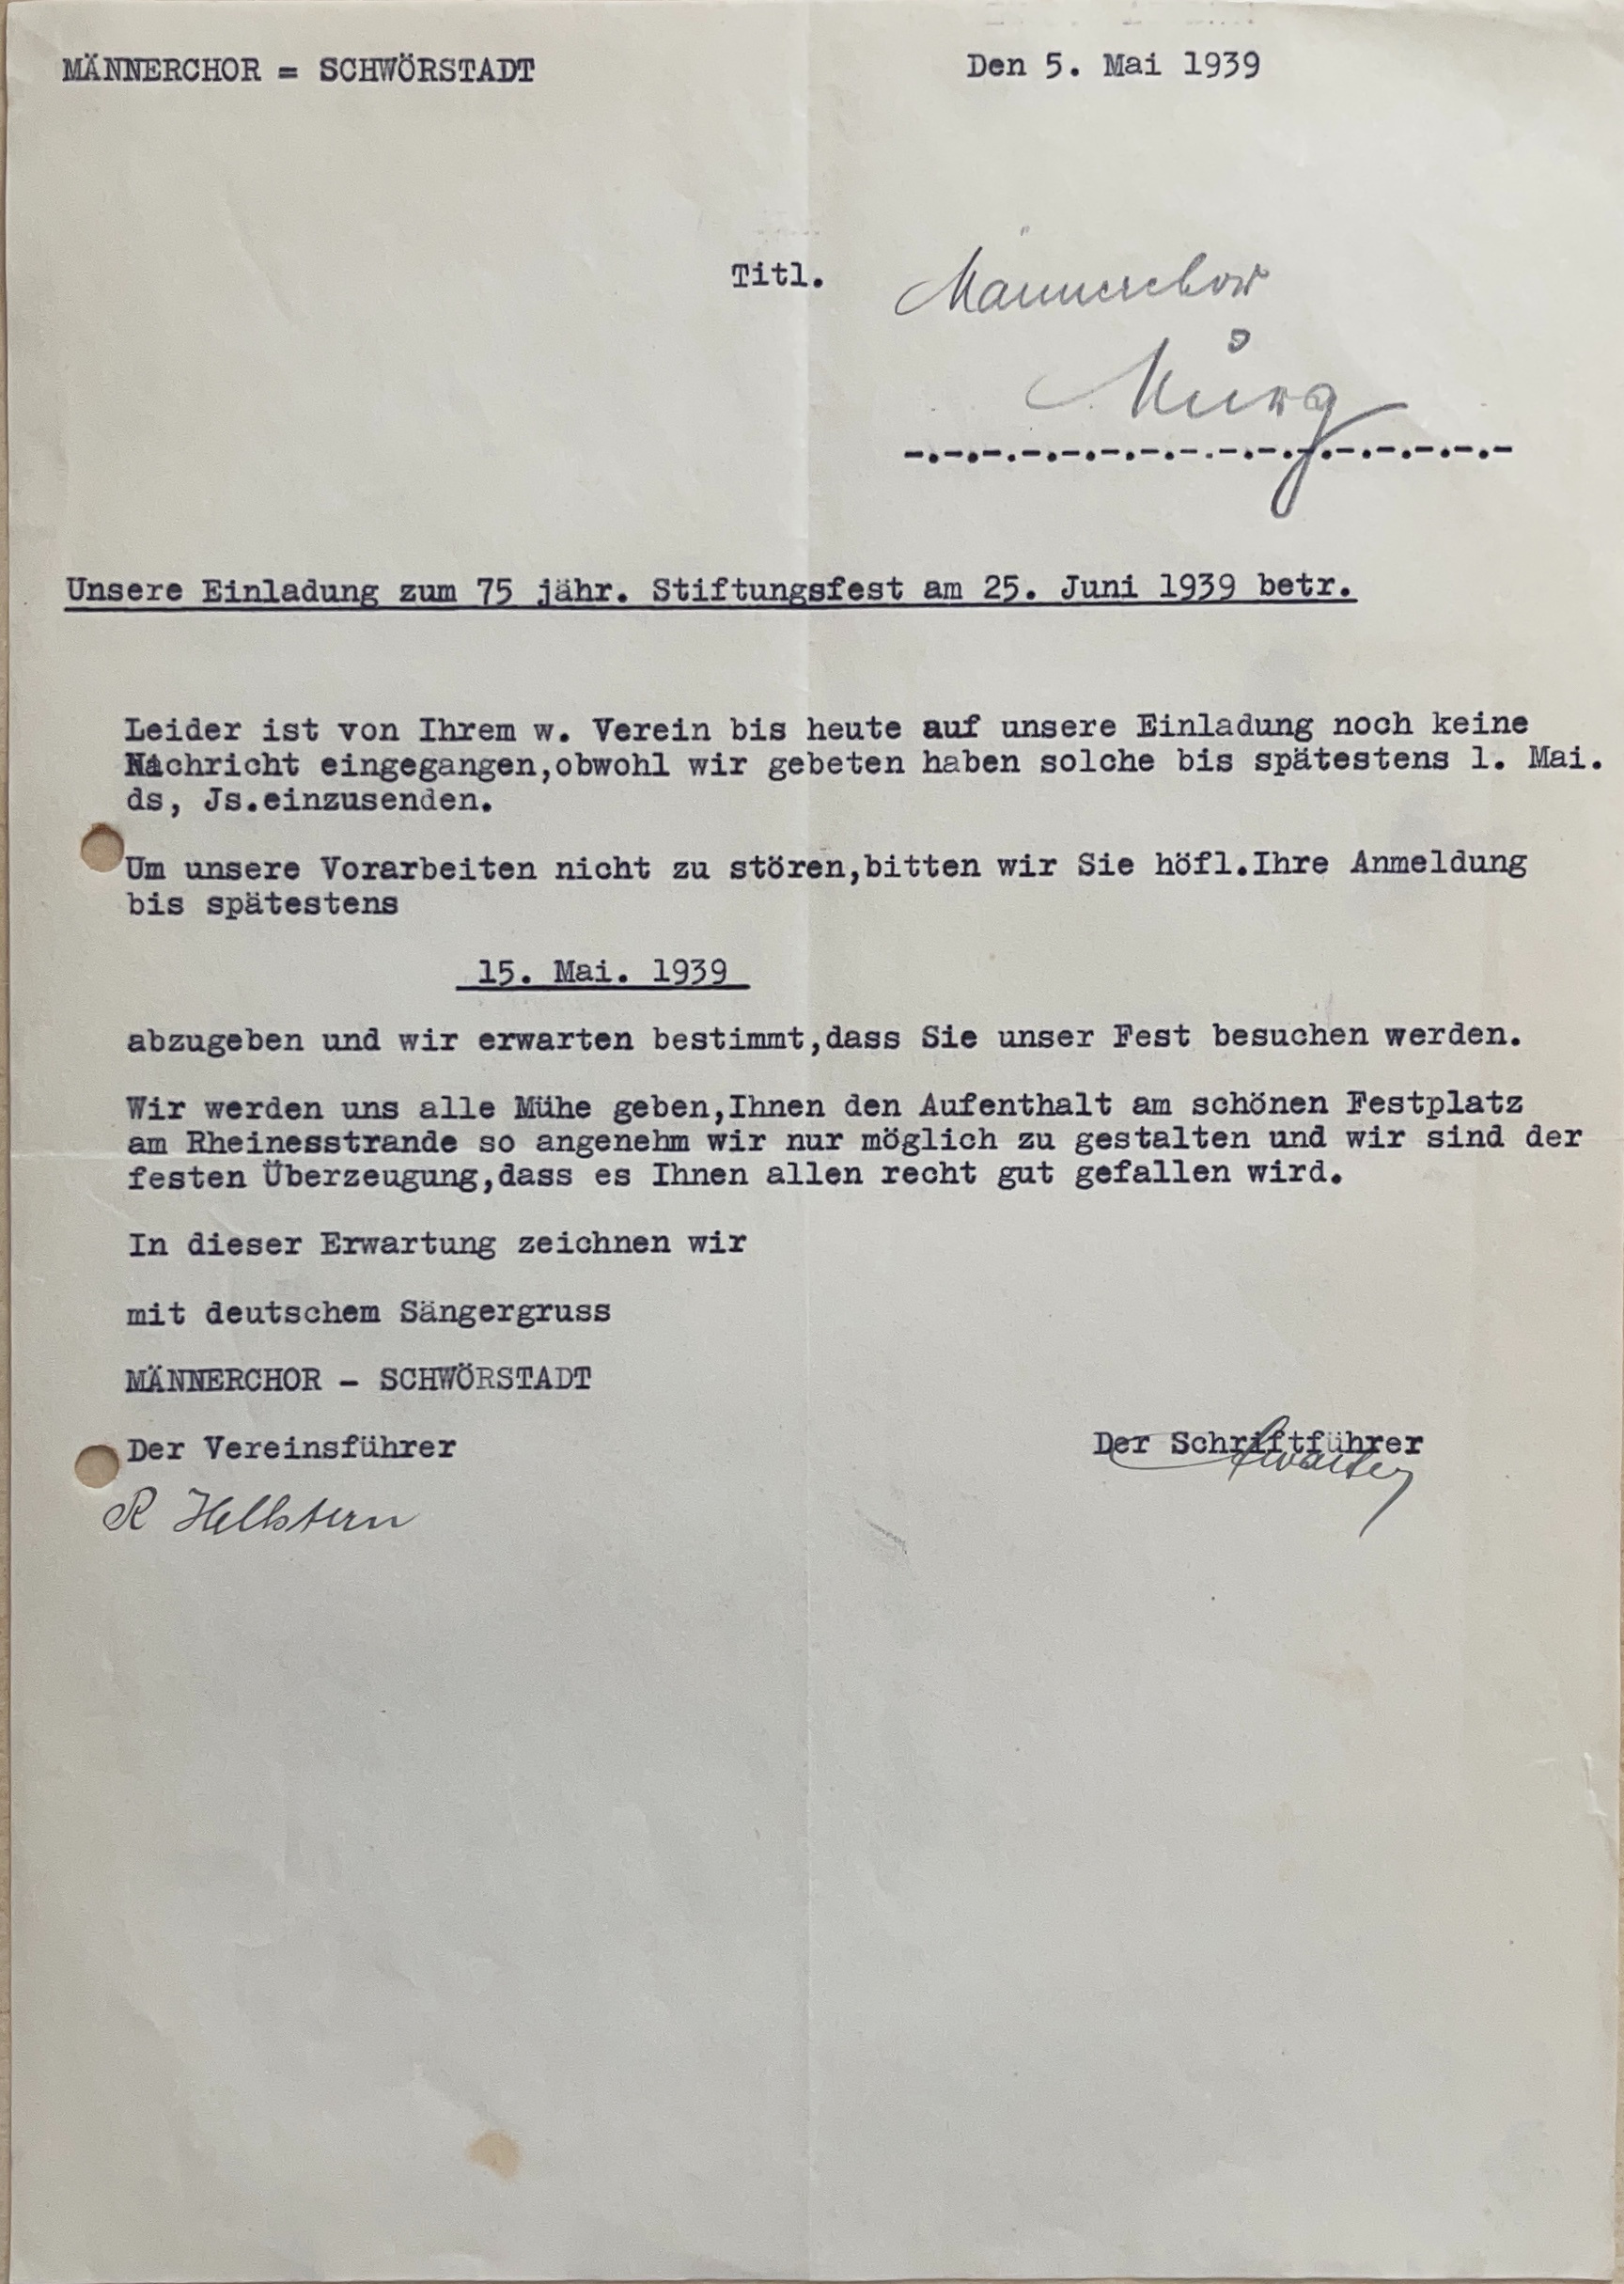 MÄNNERCHOR = SCHWÖRSTADT
Den 5. Mai 1939
Titl.
Männerchor
Murg
-.-.-.-.-.-.-.-.-.-.-.-.-.-.-.-
Unsere Einladung zum 75 jähr. Stiftungsfest am 25. Juni 1939 betr.
Leider ist von Ihrem w. Verein bis heute auf unsere Einladung noch keine
Nachricht eingegangen,obwohl wir gebeten haben solche bis spätestens 1. Mai.
ds, Js.einzusenden.
Um unsere Vorarbeiten nicht zu stören,bitten wir Sie höfl.Ihre Anmeldung
bis spätestens
15. Mai. 1939
abzugeben und wir erwarten bestimmt,dass Sie unser Fest besuchen werden.
Wir werden uns alle Mühe geben,Ihnen den Aufenthalt am schönen Festplatz
am Rheinesstrande so angenehm wir nur möglich zu gestalten und wir sind der
festen Überzeugung,dass es Ihnen allen recht gut gefallen wird.
In dieser Erwartung zeichnen wir
mit deutschem Sängergruss
MÄNNERCHOR - SCHWÖRSTADT
Der Vereinsführer
Der Schriftführer
R Hellstern